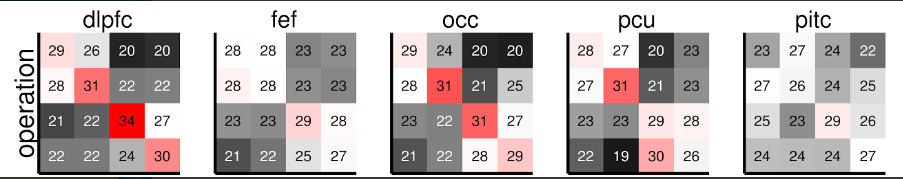 dlpfc fef occ pcu pitc
operation
29 26 20 20 28 28 23 23 29 24 20 20 28 27 20 23 23 27 24 22
28 31 22 22 28 28 23 23 28 31 21 25 27 31 21 23 27 26 24 25
21 22 34 27 23 23 29 28 23 22 31 27 23 23 29 28 25 23 29 26
22 22 24 30 21 22 25 27 21 22 28 29 22 19 30 26 24 24 24 27